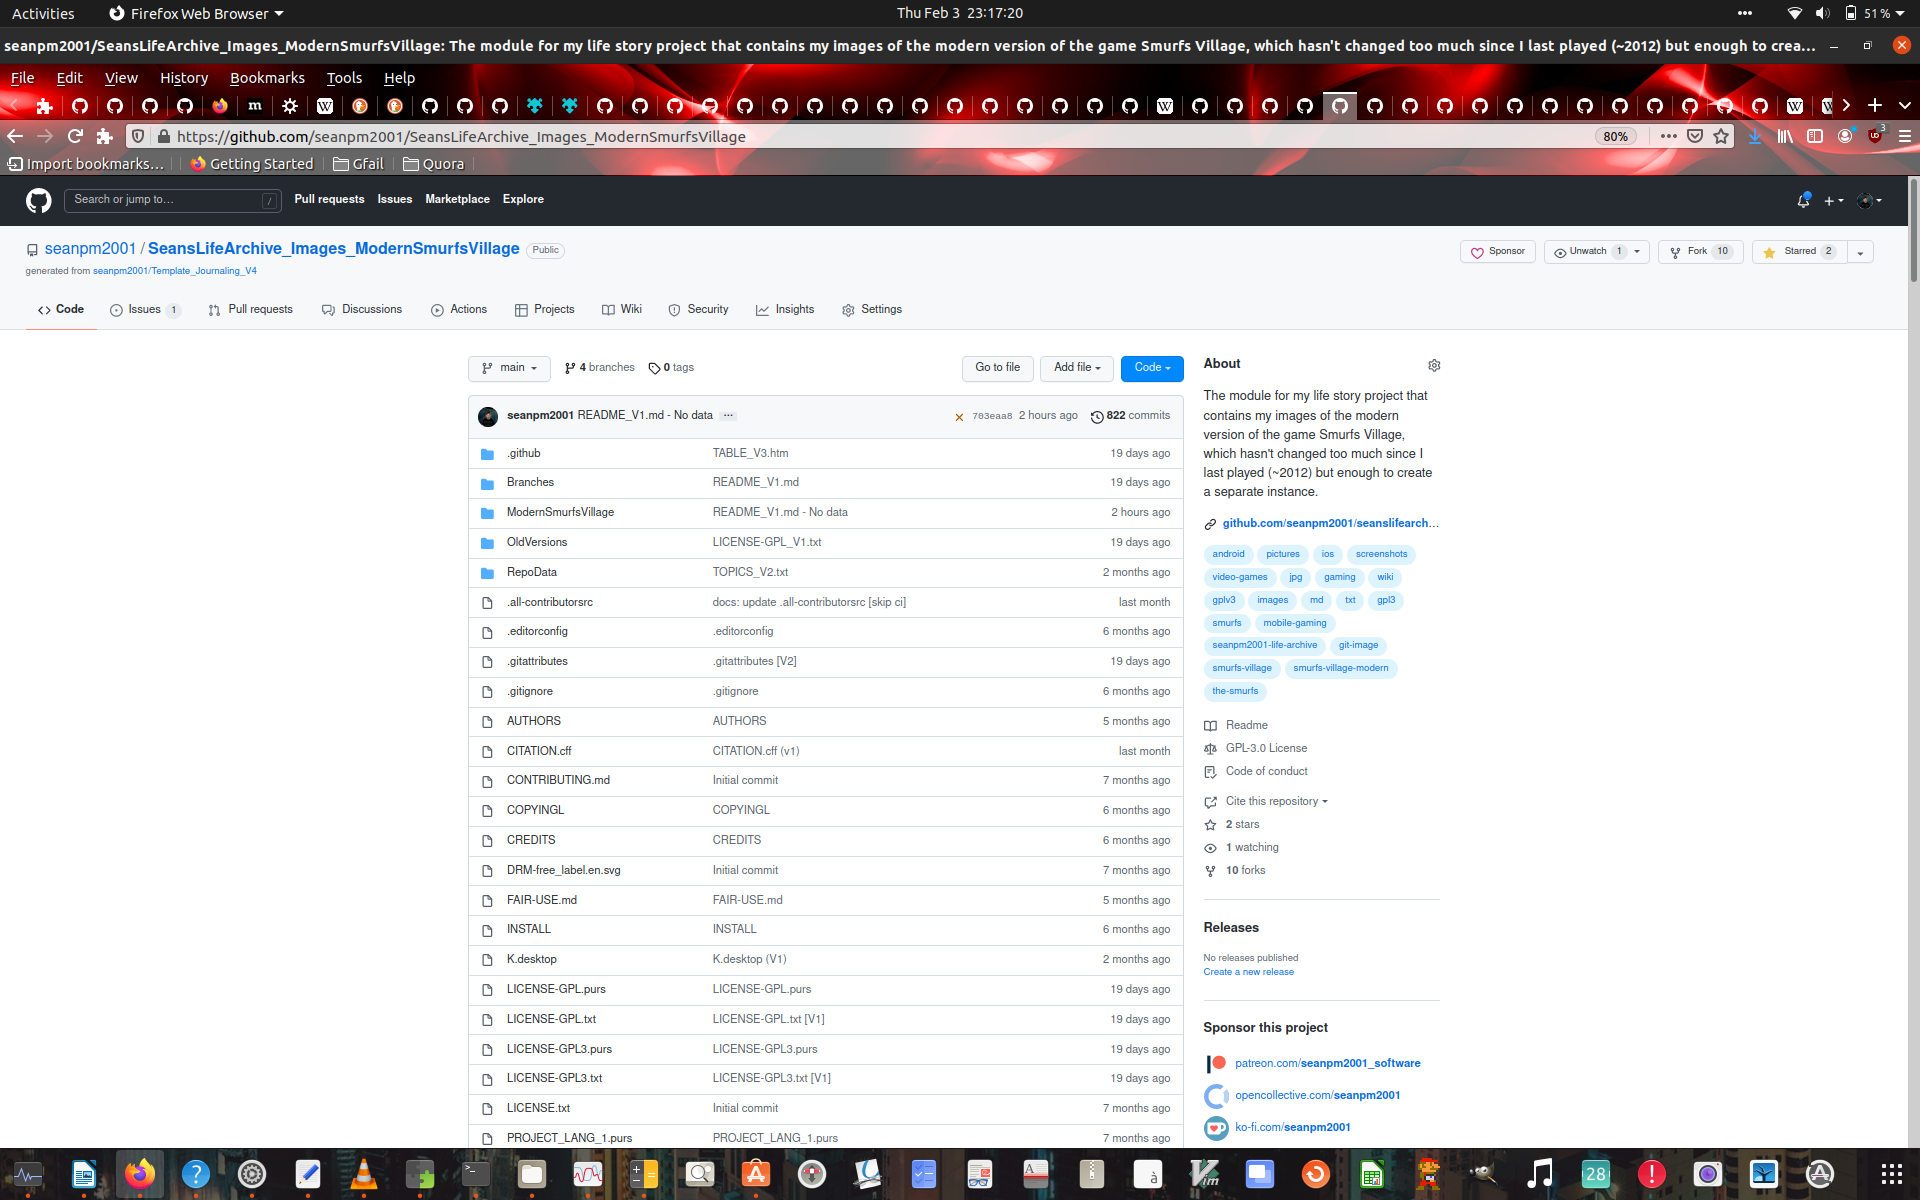 Activities
Firefox Web Browser
Thu Feb 3 23:17:20
51 %
seanpm2001/SeansLifeArchive_Images_ModernSmurfsVillage: The module for my life story project that contains my images of the modern version of the game Smurfs Village, which hasn't changed too much since I last played (~2012) but enough to crea...
File Edit View History Bookmarks Tools Help
https://github.com/seanpm2001/SeansLifeArchive_Images_ModernSmurfsVillage
80%
3
Import bookmarks... Getting Started Gfail Quora
Search or jump to...
/
Pull requests Issues Marketplace Explore
seanpm2001 / SeansLifeArchive_Images_ModernSmurfsVillage Public
generated from seanpm2001/Template_Journaling_V4
Sponsor Unwatch 1 Fork 10 Starred 2
Code Issues 1 Pull requests Discussions Actions Projects Wiki Security Insights Settings
main 4 branches 0 tags Go to file Add file Code
seanpm2001 README_V1.md - No data ... 703eaa8 2 hours ago 822 commits
.github TABLE_V3.htm 19 days ago
Branches README_V1.md 19 days ago
ModernSmurfsVillage README_V1.md - No data 2 hours ago
OldVersions LICENSE-GPL_V1.txt 19 days ago
RepoData TOPICS_V2.txt 2 months ago
.all-contributorsrc docs: update .all-contributorsrc [skip ci] last month
.editorconfig .editorconfig 6 months ago
.gitattributes .gitattributes [V2] 19 days ago
.gitignore .gitignore 6 months ago
AUTHORS AUTHORS 5 months ago
CITATION.cff CITATION.cff (v1) last month
CONTRIBUTING.md Initial commit 7 months ago
COPYINGL COPYINGL 6 months ago
CREDITS CREDITS 6 months ago
DRM-free_label.en.svg Initial commit 7 months ago
FAIR-USE.md FAIR-USE.md 5 months ago
INSTALL INSTALL 6 months ago
K.desktop K.desktop (V1) 2 months ago
LICENSE-GPL.purs LICENSE-GPL.purs 19 days ago
LICENSE-GPL.txt LICENSE-GPL.txt [V1] 19 days ago
LICENSE-GPL3.purs LICENSE-GPL3.purs 19 days ago
LICENSE-GPL3.txt LICENSE-GPL3.txt [V1] 19 days ago
LICENSE.txt Initial commit 7 months ago
PROJECT_LANG_1.purs PROJECT_LANG_1.purs 7 months ago
About
The module for my life story project that
contains my images of the modern
version of the game Smurfs Village,
which hasn't changed too much since I
last played (~2012) but enough to create
a separate instance.
github.com/seanpm2001/seanslifearch...
android pictures ios screenshots
video-games jpg gaming wiki
gplv3 images md txt gpl3
smurfs mobile-gaming
seanpm2001-life-archive git-image
smurfs-village smurfs-village-modern
the-smurfs
Readme
GPL-3.0 License
Code of conduct
Cite this repository
2 stars
1 watching
10 forks
Releases
No releases published
Create a new release
Sponsor this project
patreon.com/seanpm2001_software
opencollective.com/seanpm2001
ko-fi.com/seanpm2001
28